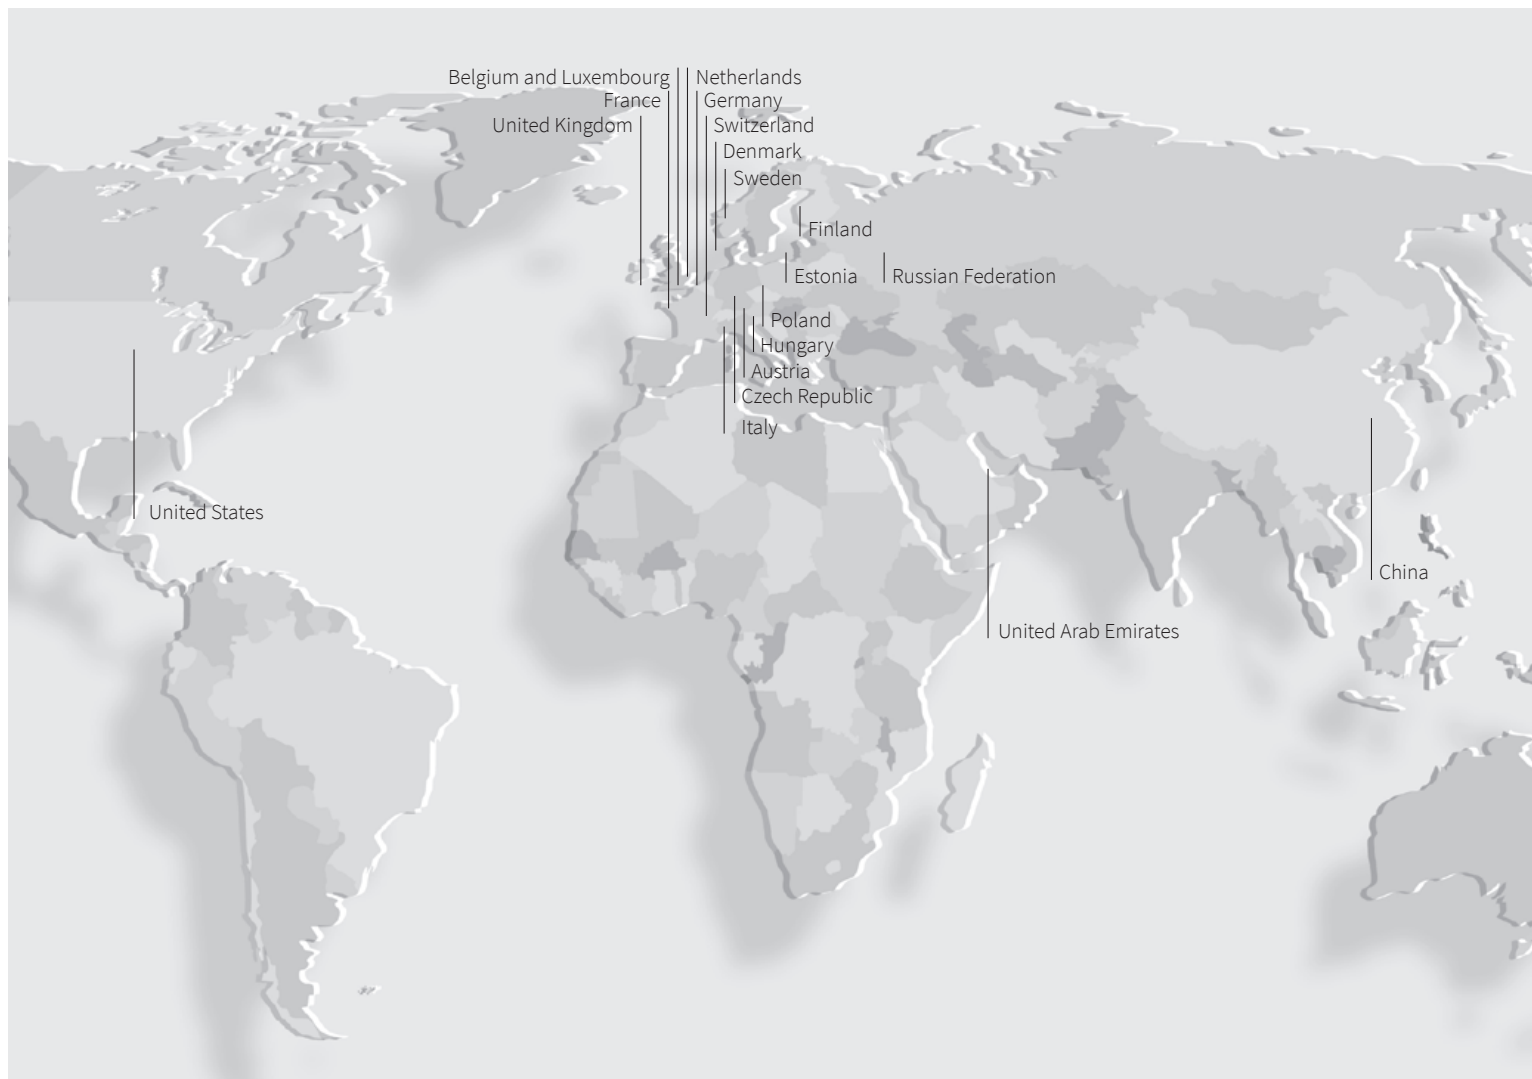 Belgium and Luxembourg
Netherlands
France
Germany
United Kingdom
Switzerland
Denmark
Sweden
Finland
Estonia
Russian Federation
Poland
Hungary
Austria
Czech Republic
Italy
United States
China
United Arab Emirates